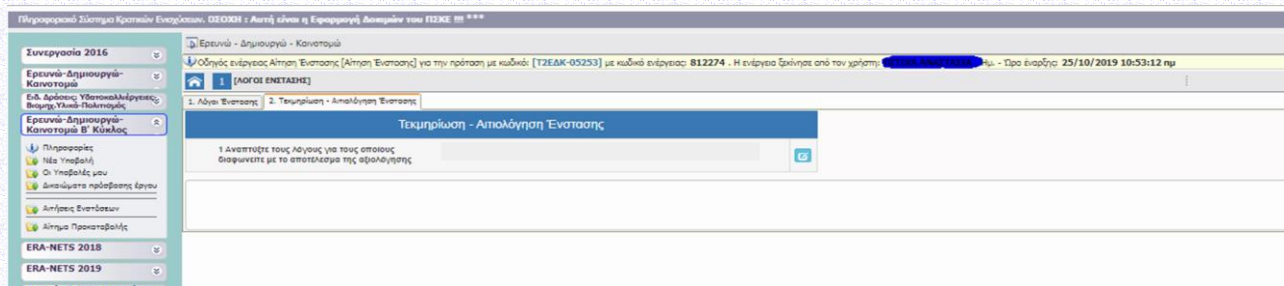 Πληροφοριακό Σύστημα Κρατικών Ενισχύσεων. ΠΣΟΧΗ : Αυτή είναι η Εφαρμογή Δοκιμών του ΠΣΚΕ !!! ***
Συνεργασία 2016
Ερευνώ-Δημιουργώ-
Καινοτομώ
Ειδ. Δράσεις: Υδατοκαλλιέργειες-
Βιομηχ.Υλικά-Πολιτισμός
Ερευνώ-Δημιουργώ-
Καινοτομώ Β' Κύκλος
Πληροφορίες
Νέα Υποβολή
Οι Υποβολές μου
Δικαιώματα πρόσβασης έργου
Αιτήσεις Ενστάσεων
Αίτημα Προκαταβολής
ERA-NETS 2018
ERA-NETS 2019
Ερευνώ - Δημιουργώ - Καινοτομώ
Οδηγός ενέργειας Αίτηση Ένστασης [Αίτηση Ένστασης] για την πρόταση με κωδικό: [Τ2ΕΔΚ-05253] με κωδικό ενέργειας: 812274 . Η ενέργεια ξεκίνησε από τον χρήστη: Ημ. - Ώρα έναρξης: 25/10/2019 10:53:12 πμ
1 [ΛΟΓΟΙ ΕΝΣΤΑΣΗΣ]
1. Λόγοι Ένστασης 2. Τεκμηρίωση - Αιτιολόγηση Ένστασης
Τεκμηρίωση - Αιτιολόγηση Ένστασης
1 Αναπτύξτε τους λόγους για τους οποίους
διαφωνείτε με το αποτέλεσμα της αξιολόγησης